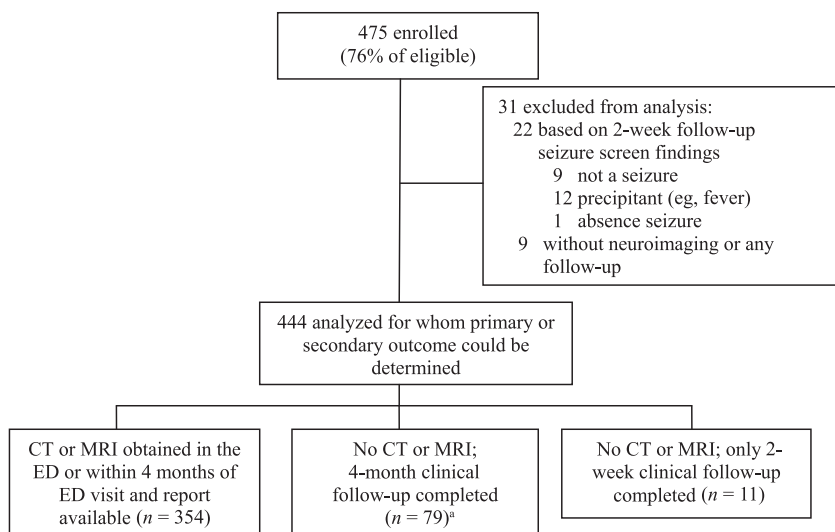 475 enrolled
(76% of eligible)
31 excluded from analysis:
22 based on 2-week follow-up
seizure screen findings
9 not a seizure
12 precipitant (eg, fever)
1 absence seizure
9 without neuroimaging or any
follow-up
444 analyzed for whom primary or
secondary outcome could be
determined
CT or MRI obtained in the
ED or within 4 months of
ED visit and report
available (n = 354)
No CT or MRI;
4-month clinical
follow-up completed
(n = 79)ᵃ
No CT or MRI; only 2-
week clinical follow-up
completed (n = 11)